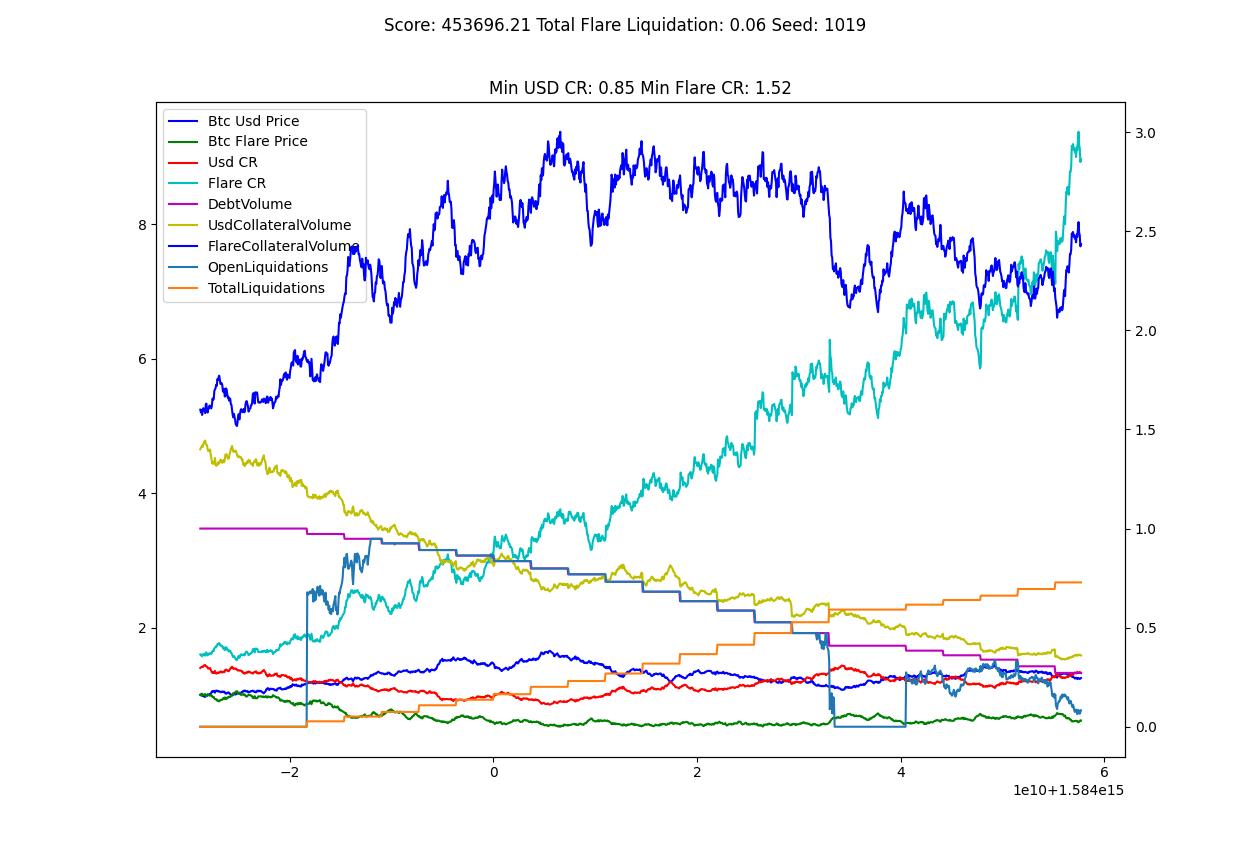 Score: 453696.21 Total Flare Liquidation: 0.06 Seed: 1019
Min USD CR: 0.85 Min Flare CR: 1.52
Btc Usd Price
Btc Flare Price
Usd CR
Flare CR
DebtVolume
UsdCollateralVolume
FlareCollateralVolume
OpenLiquidations
TotalLiquidations
8
6
4
2
3.0
2.5
2.0
1.5
1.0
0.5
0.0
−2
0
2
4
6
1e10+1.584e15